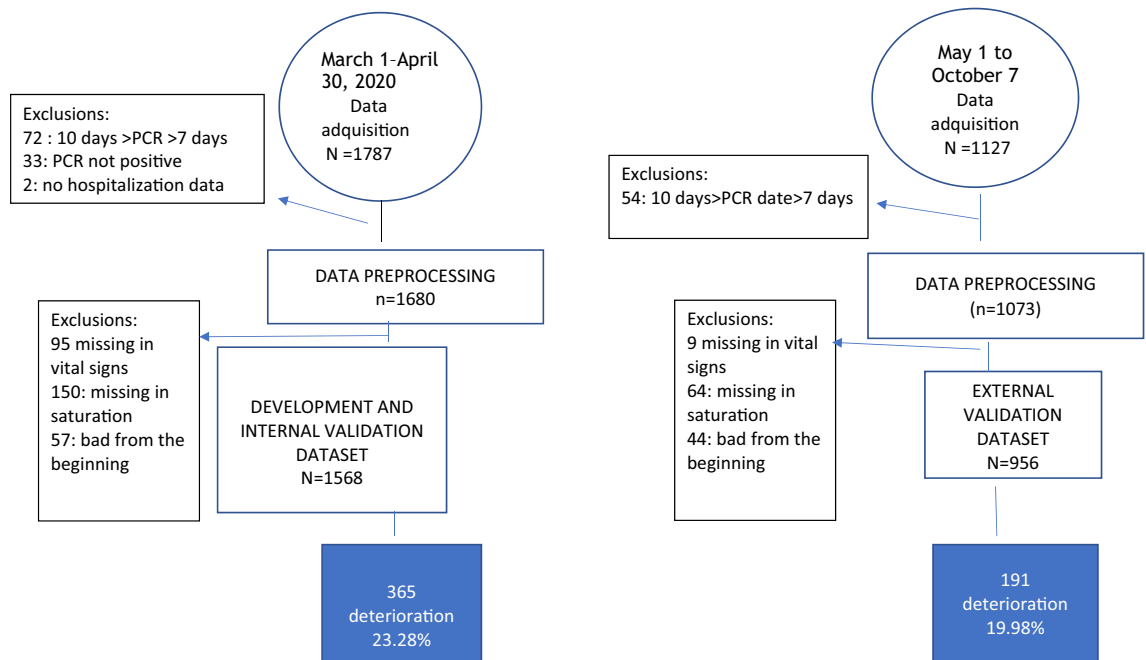 March 1-April
30, 2020
Data
adquisition
N =1787
Exclusions:
72 : 10 days >PCR >7 days
33: PCR not positive
2: no hospitalization data
DATA PREPROCESSING
n=1680
Exclusions:
95 missing in
vital signs
150: missing in
saturation
57: bad from the
beginning
DEVELOPMENT AND
INTERNAL VALIDATION
DATASET
N=1568
365
deterioration
23.28%
May 1 to
October 7
Data
adquisition
N =1127
Exclusions:
54: 10 days>PCR date>7 days
DATA PREPROCESSING
(n=1073)
Exclusions:
9 missing in vital
signs
64: missing in
saturation
44: bad from the
beginning
EXTERNAL
VALIDATION
DATASET
N=956
191
deterioration
19.98%